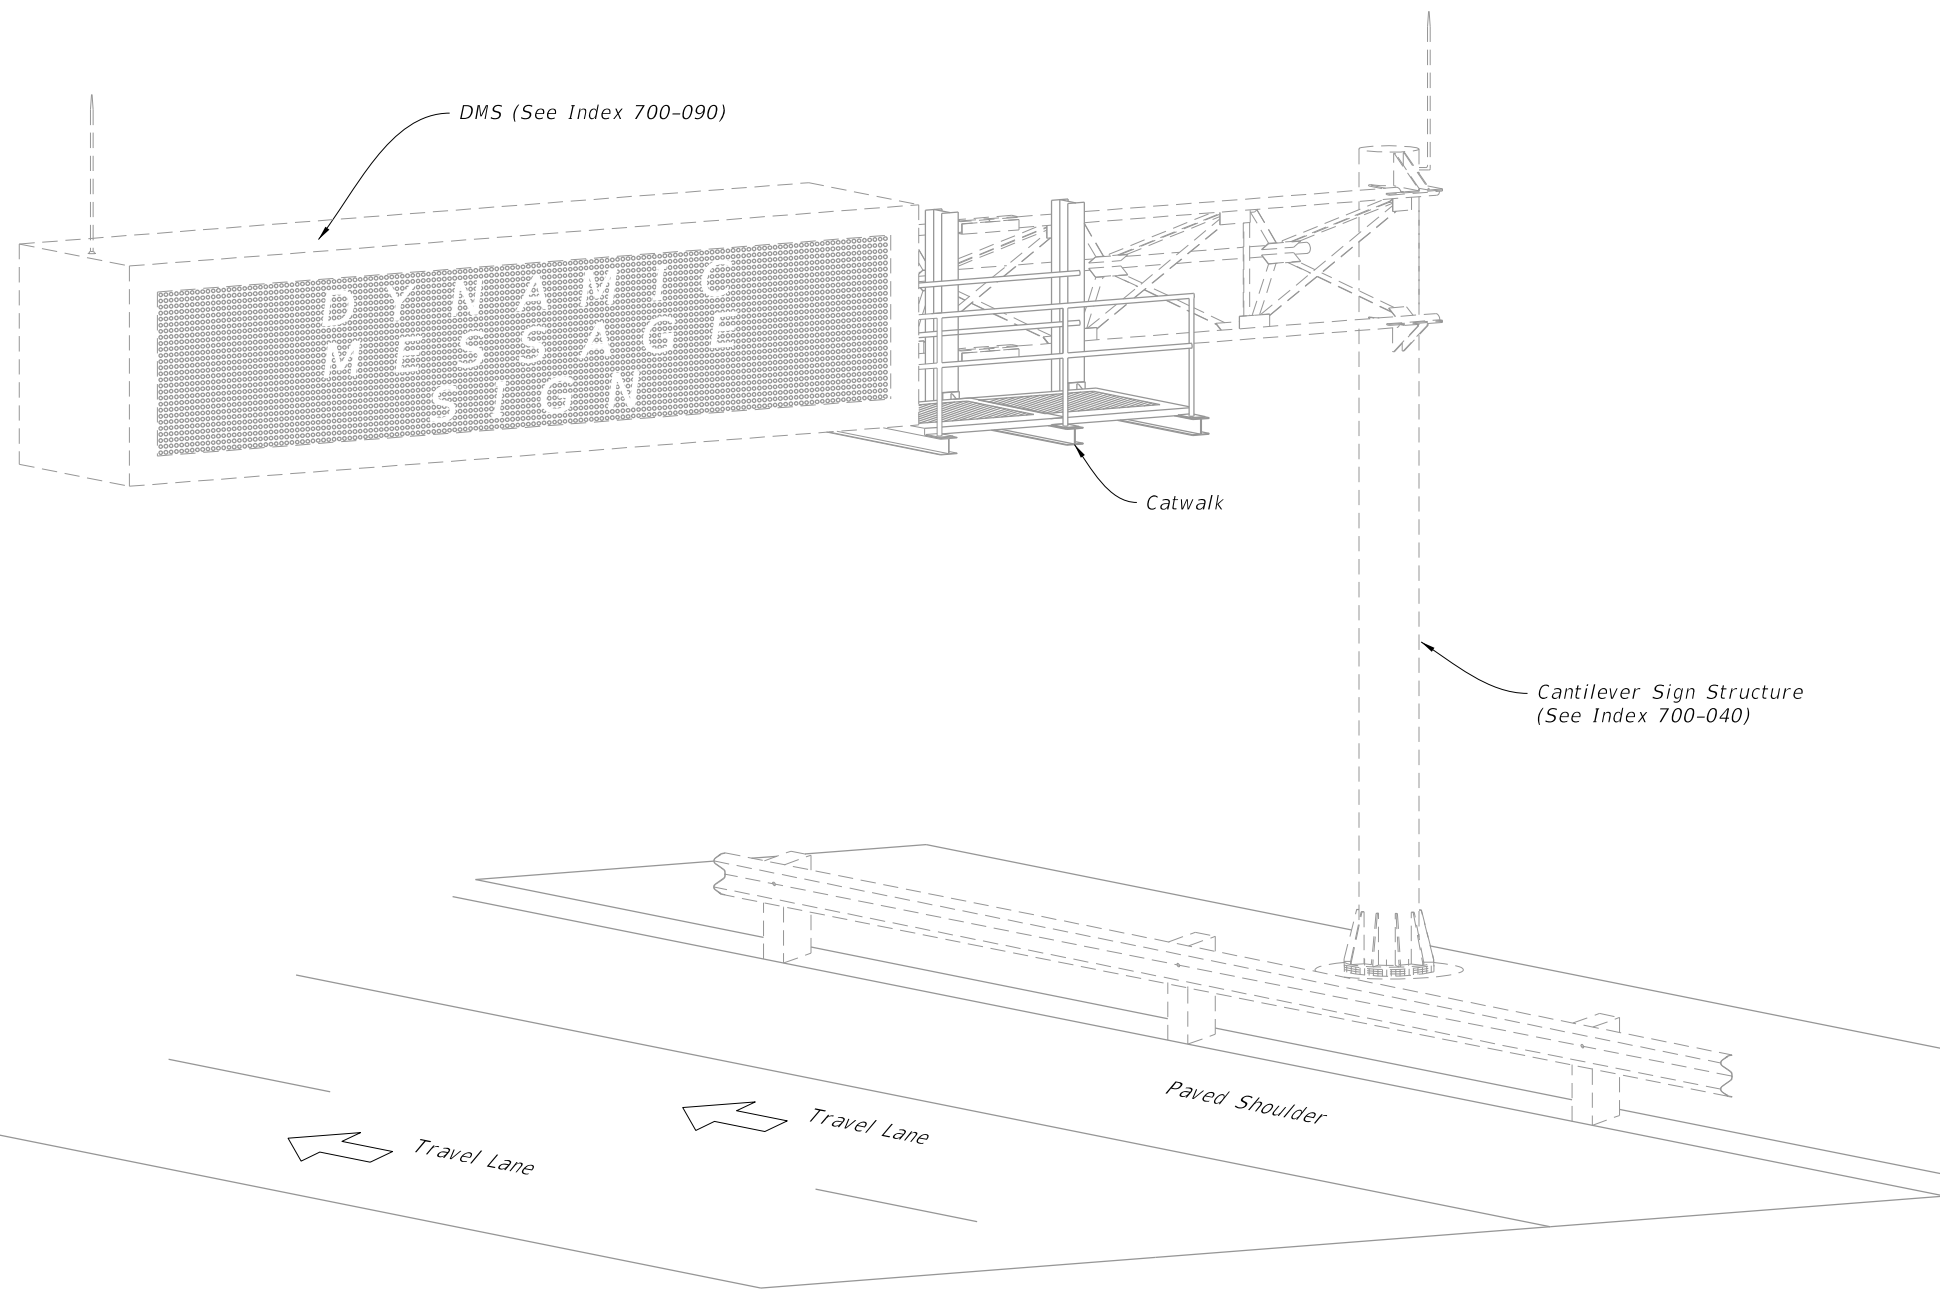 DMS (See Index 700-090)
DYNAMIC
MESSAGE
SIGN
Catwalk
Cantilever Sign Structure
(See Index 700-040)
Paved Shoulder
Travel Lane
Travel Lane